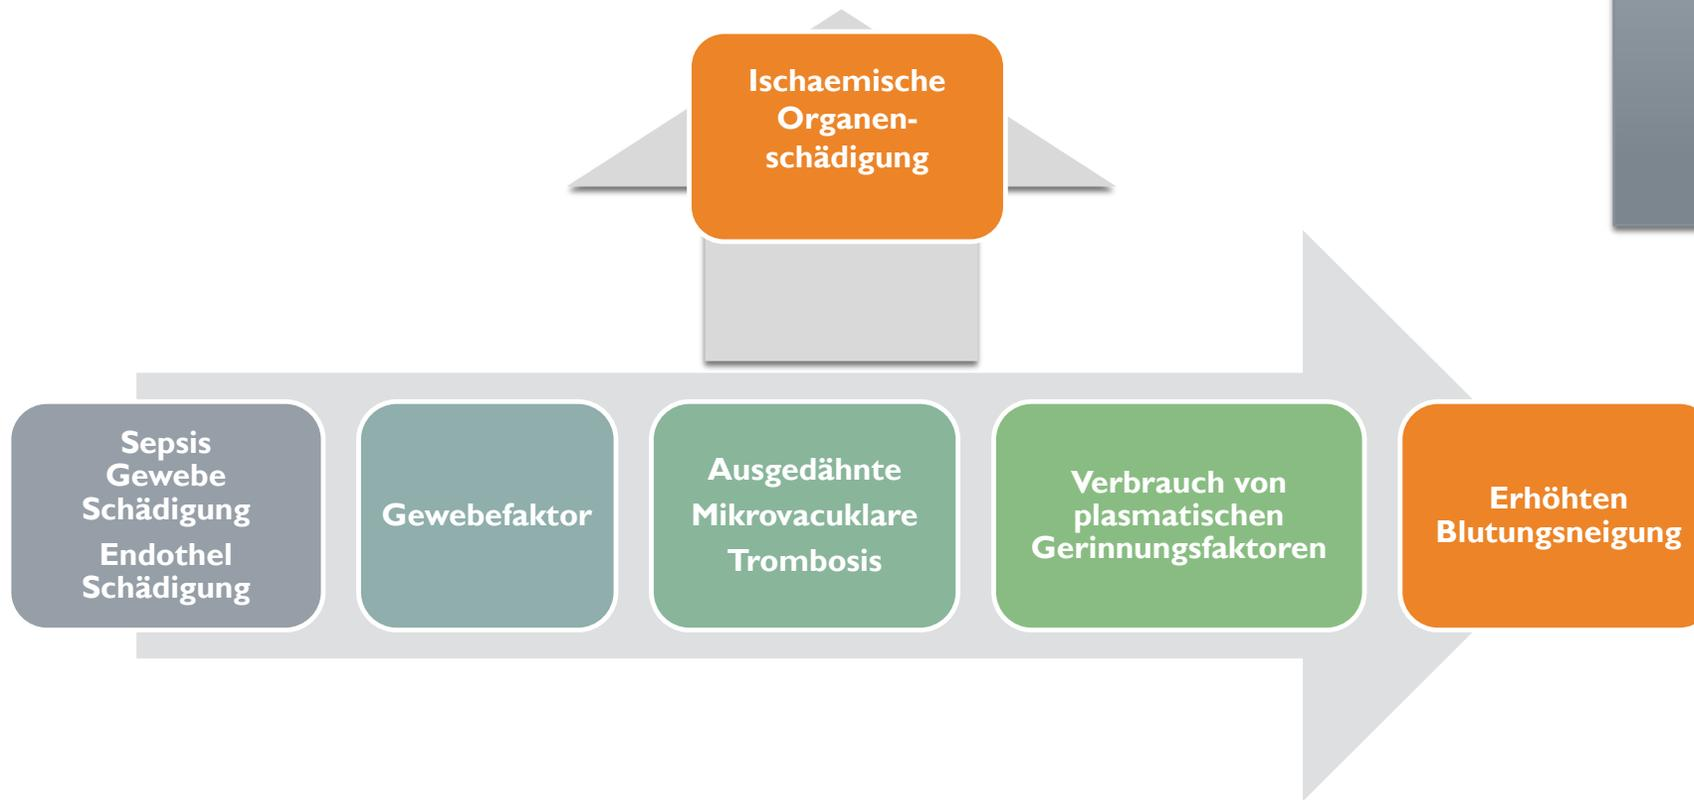 Ischaemische
Organen-
schädigung
Sepsis
Gewebe
Schädigung
Endothel
Schädigung
Gewebefaktor
Ausgedähnte
Mikrovacuklare
Trombosis
Verbrauch von
plasmatischen
Gerinnungsfaktoren
Erhöhten
Blutungsneigung